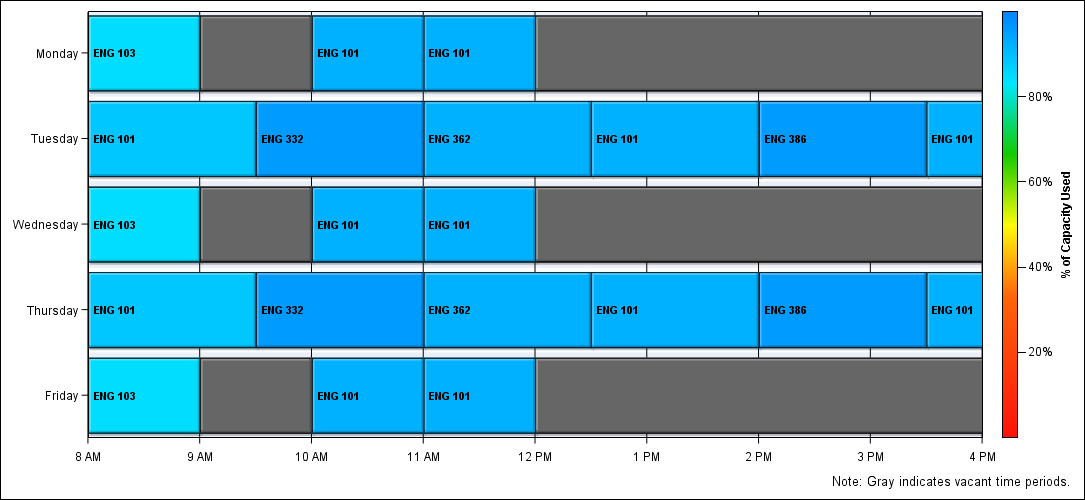 Monday
ENG 103
ENG 101
ENG 101
Tuesday
ENG 101
ENG 332
ENG 362
ENG 101
ENG 386
ENG 101
Wednesday
ENG 103
ENG 101
ENG 101
Thursday
ENG 101
ENG 332
ENG 362
ENG 101
ENG 386
ENG 101
Friday
ENG 103
ENG 101
ENG 101
8 AM
9 AM
10 AM
11 AM
12 PM
1 PM
2 PM
3 PM
4 PM
80%
60%
40%
20%
% of Capacity Used
Note: Gray indicates vacant time periods.